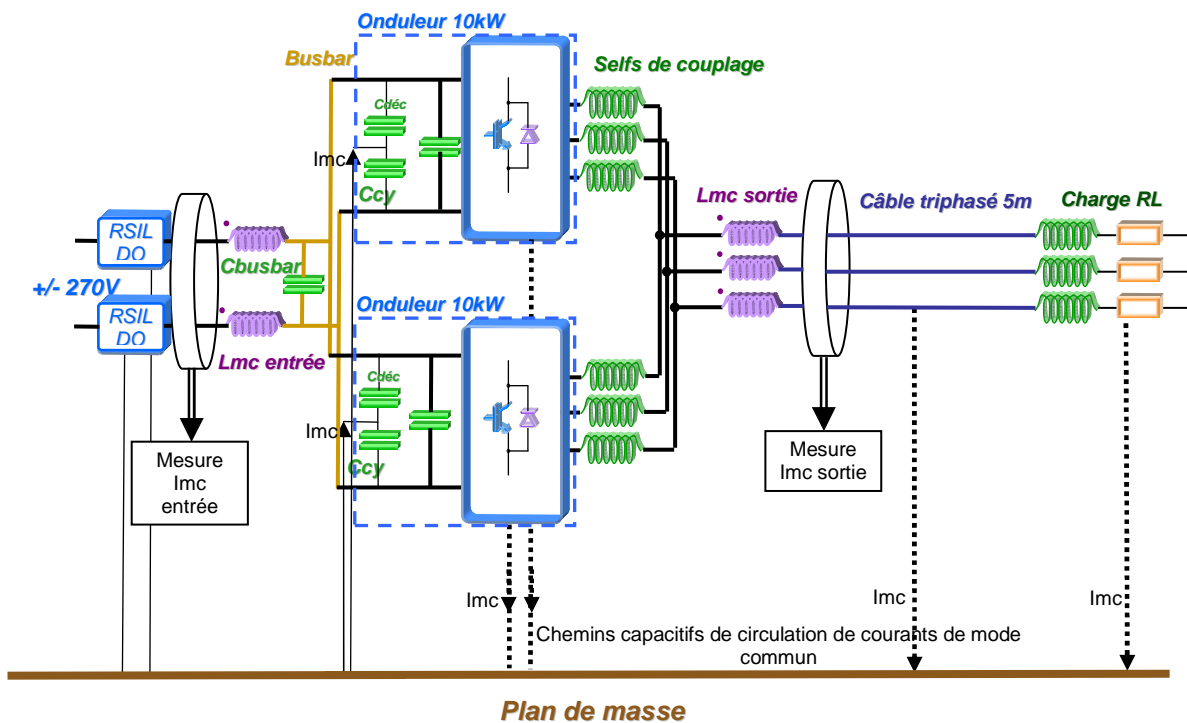 Onduleur 10kW
Busbar
Selfs de couplage
Cdéc
Imc
Ccy
Lmc sortie
Câble triphasé 5m
Charge RL
RSIL
DO
Cbusbar
+/- 270V
Onduleur 10kW
RSIL
DO
Lmc entrée
Cdéc
Imc
Ccy
Mesure
Imc
entrée
Mesure
Imc sortie
Imc
Imc
Imc
Chemins capacitifs de circulation de courants de mode
commun
Plan de masse